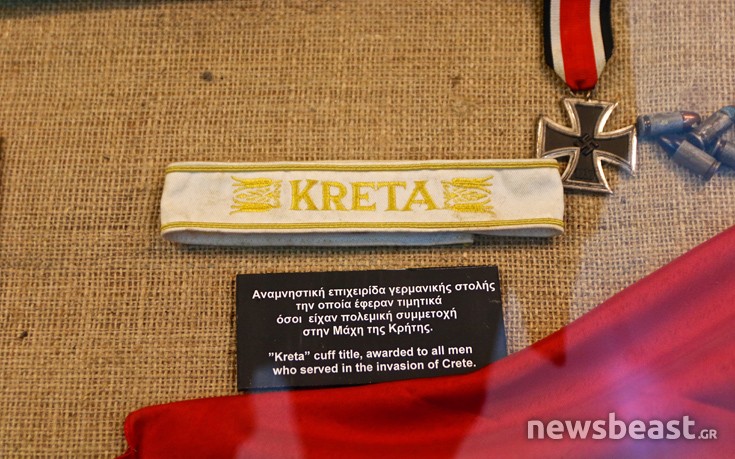 KRETA
Αναμνηστική επιχειρίδα γερμανικής στολής
την οποία έφεραν τιμητικά
όσοι είχαν πολεμική συμμετοχή
στην Μάχη της Κρήτης.
"Kreta" cuff title, awarded to all men
who served in the invasion of Crete.
newsbeast.GR